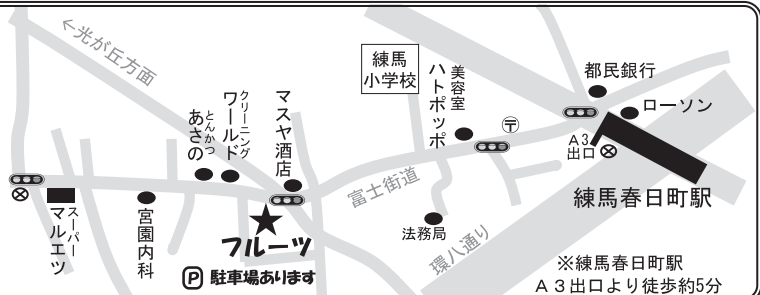 ←光が丘方面
練馬
小学校
美容室
ハトポッポ
都民銀行
ローソン
〒
A3
出口
練馬春日町駅
クリーニング
ワールド
とんかつ
あさの
マスヤ酒店
富士街道
スーパー
マルエツ
宮園内科
フルーツ
P 駐車場あります
法務局
環八通り
※練馬春日町駅
A3出口より徒歩約5分